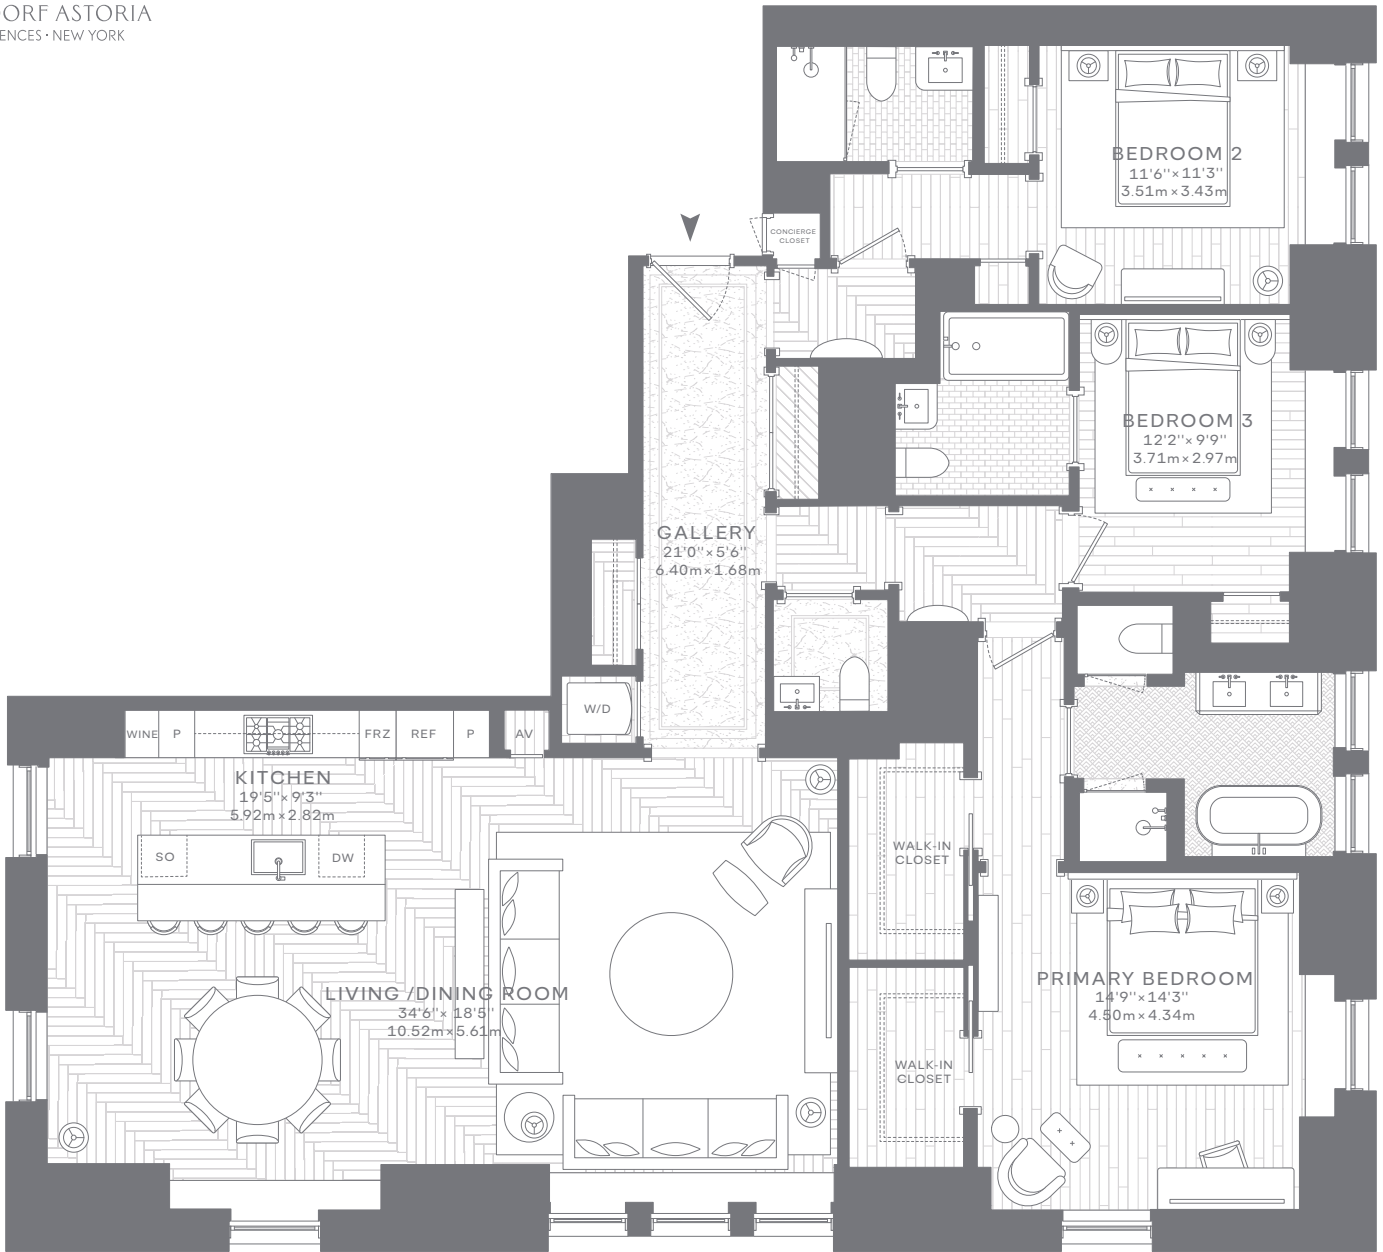 ORF ASTORIA
ENCES • NEW YORK
BEDROOM 2
11'6''×11'3''
3.51m×3.43m
CONCIERGE
CLOSET
BEDROOM 3
12'2''×9'9''
3.71m×2.97m
GALLERY
21'0''×5'6''
6.40m×1.68m
W/D
WINE
P
FRZ
REF
P
AV
KITCHEN
19'5''×9'3''
5.92m×2.82m
SO
DW
WALK-IN
CLOSET
LIVING /DINING ROOM
34'6''× 18'5''
10.52m×5.61m
PRIMARY BEDROOM
14'9''×14'3''
4.50m×4.34m
WALK-IN
CLOSET